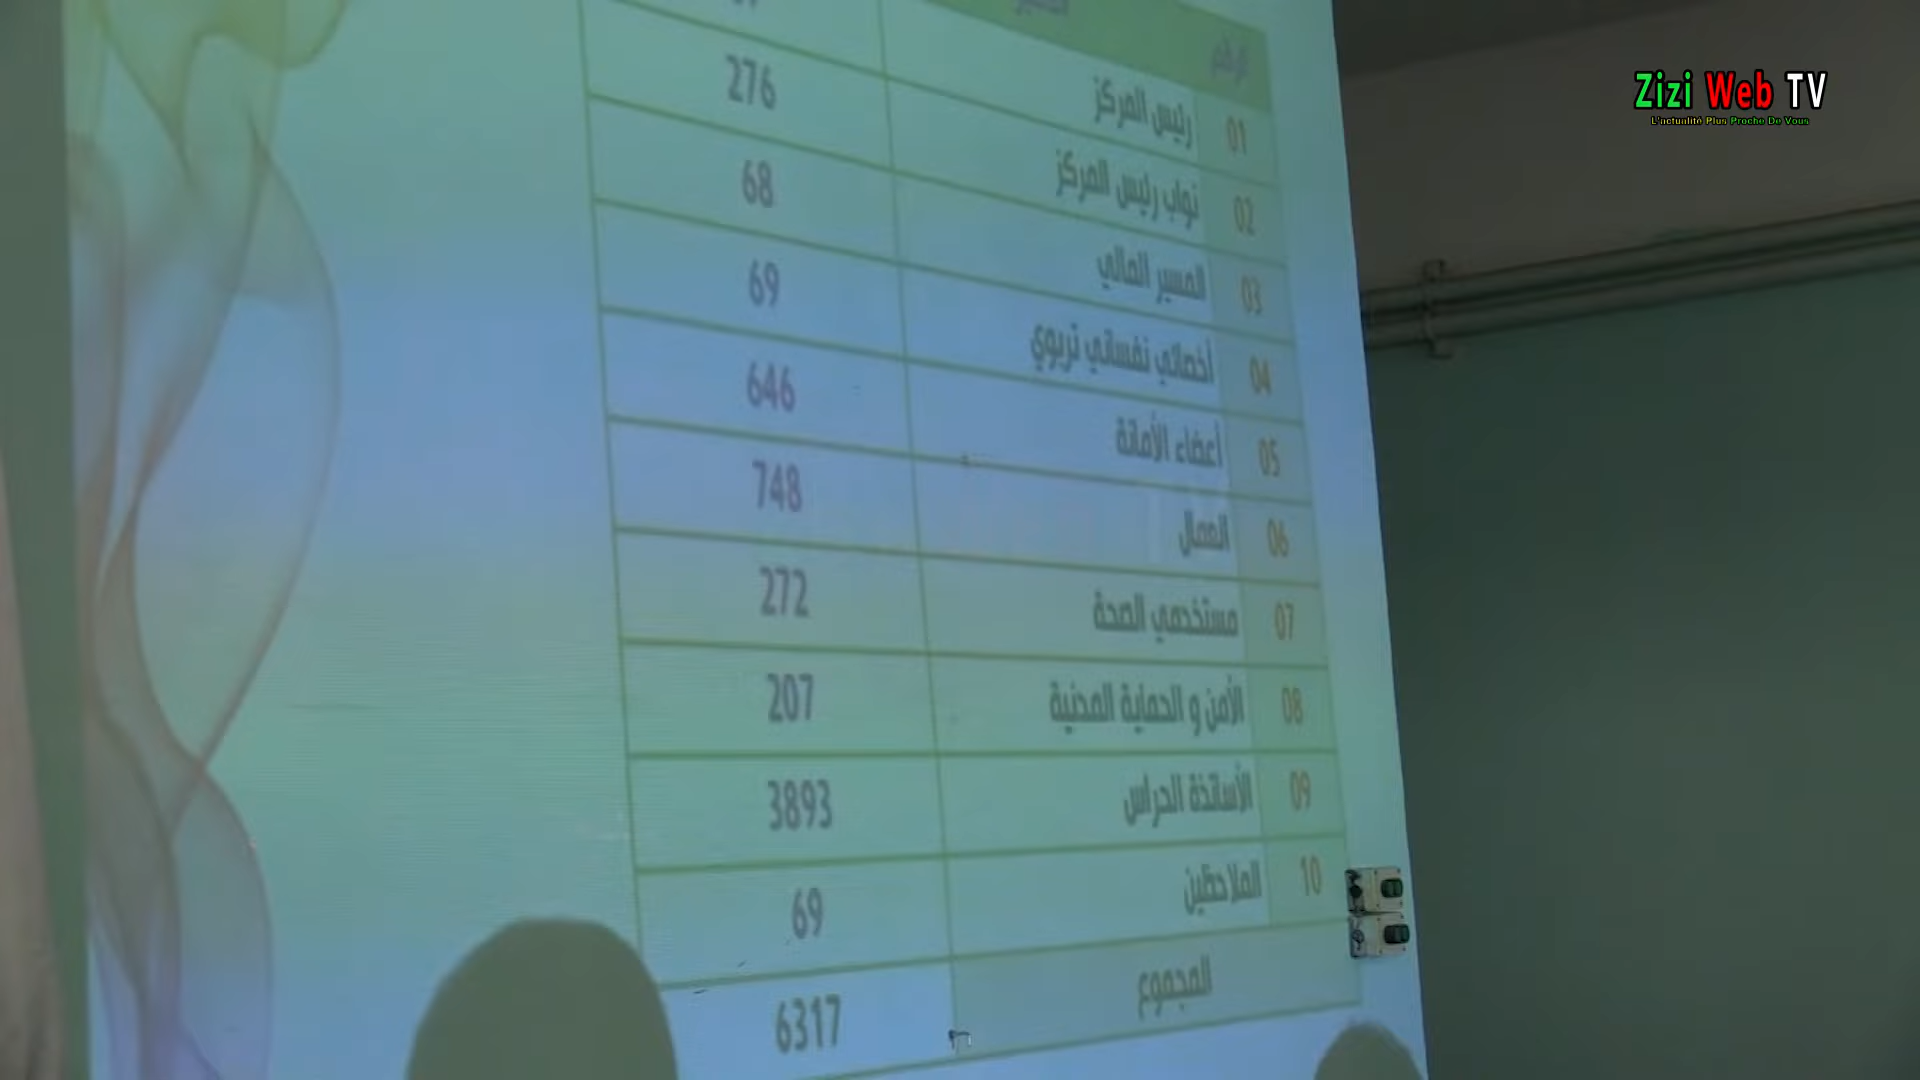 Zizi Web TV
L'actualité Plus Proche De Vous
الرقم
01 رئيس المركز
02 نواب رئيس المركز 276
03 المسير المالي 68
04 أخصائي نفساني تربوي 69
05 أعضاء الأمانة 646
06 العمال 748
07 مستخدمي الصحة 272
08 الأمن و الحماية المدنية 207
09 الأساتذة الحراس 3893
10 الملاحظين 69
المجموع 6317